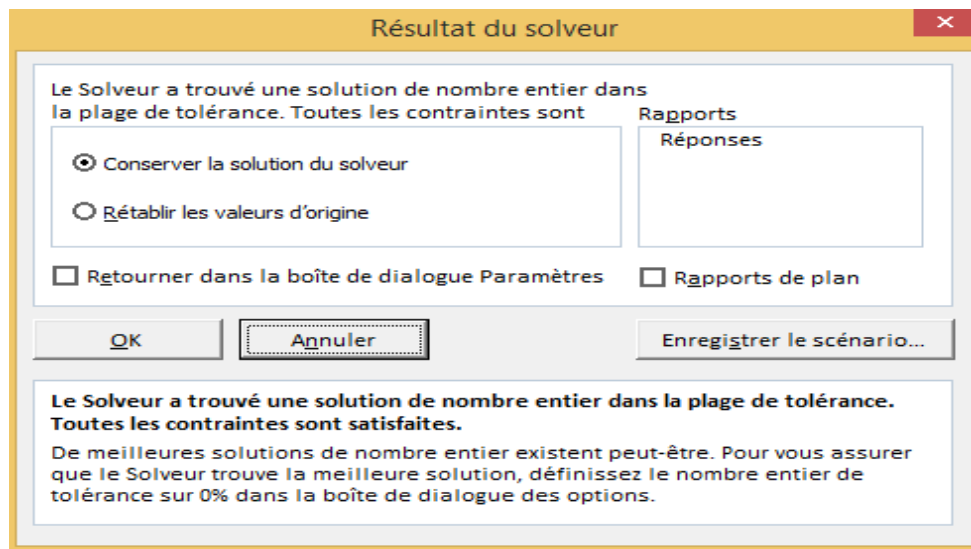 Résultat du solveur
Le Solveur a trouvé une solution de nombre entier dans
la plage de tolérance. Toutes les contraintes sont
Rapports
Réponses
Conserver la solution du solveur
Rétablir les valeurs d'origine
Retourner dans la boîte de dialogue Paramètres
Rapports de plan
OK
Annuler
Enregistrer le scénario...
Le Solveur a trouvé une solution de nombre entier dans la plage de tolérance.
Toutes les contraintes sont satisfaites.
De meilleures solutions de nombre entier existent peut-être. Pour vous assurer
que le Solveur trouve la meilleure solution, définissez le nombre entier de
tolérance sur 0% dans la boîte de dialogue des options.